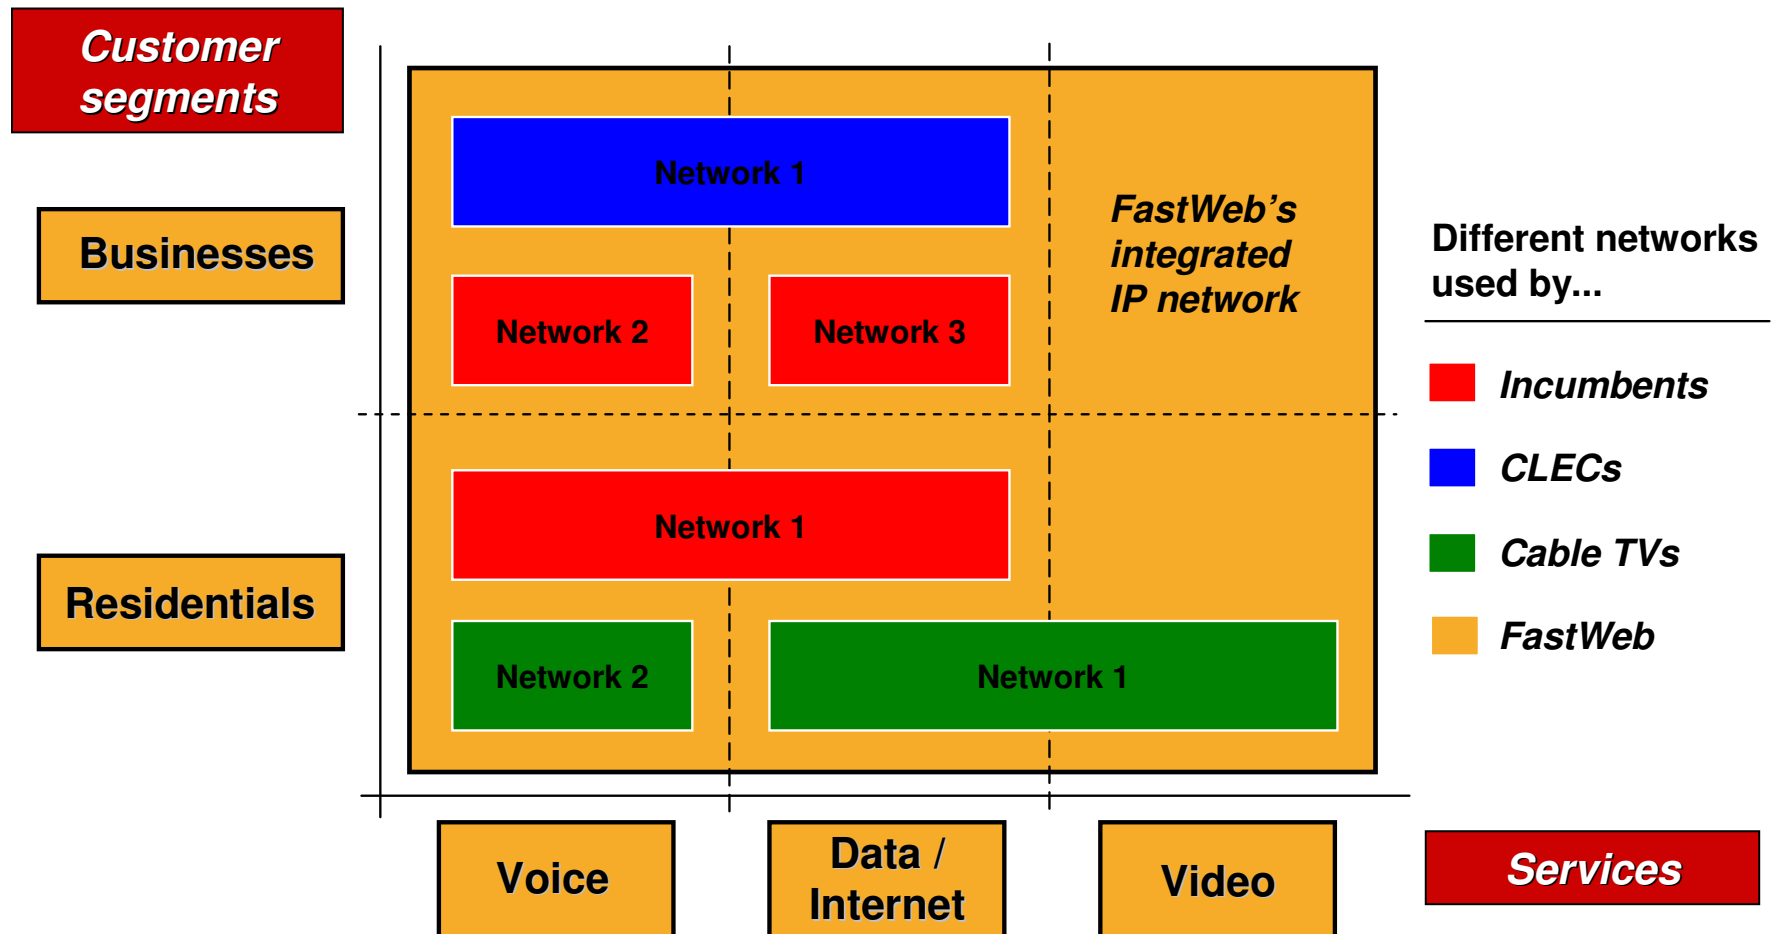 Customer
segments
Businesses
Residentials
Network 1
Network 2
Network 3
FastWeb’s
integrated
IP network
Network 1
Network 2
Network 1
Different networks
used by...
Incumbents
CLECs
Cable TVs
FastWeb
Voice
Data /
Internet
Video
Services